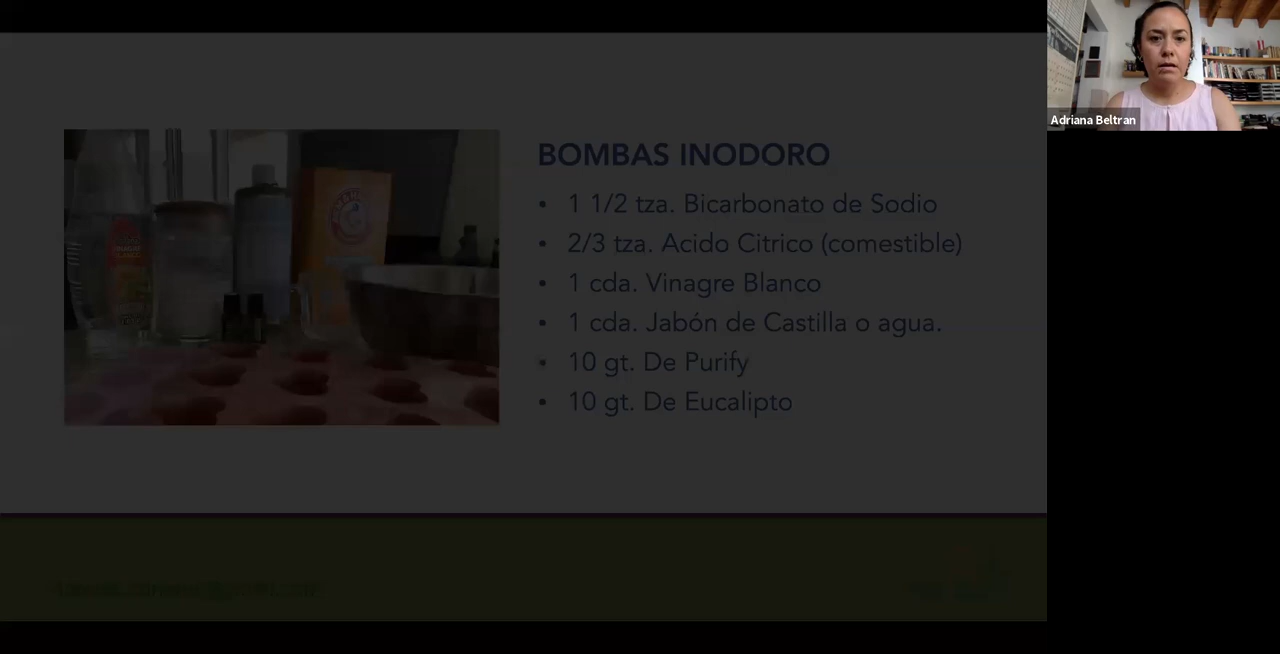 BOMBAS INODORO
• 1 1/2 tza. Bicarbonato de Sodio
• 2/3 tza. Acido Citrico (comestible)
• 1 cda. Vinagre Blanco
• 1 cda. Jabón de Castilla o agua.
• 10 gt. De Purify
• 10 gt. De Eucalipto
Adriana Beltran